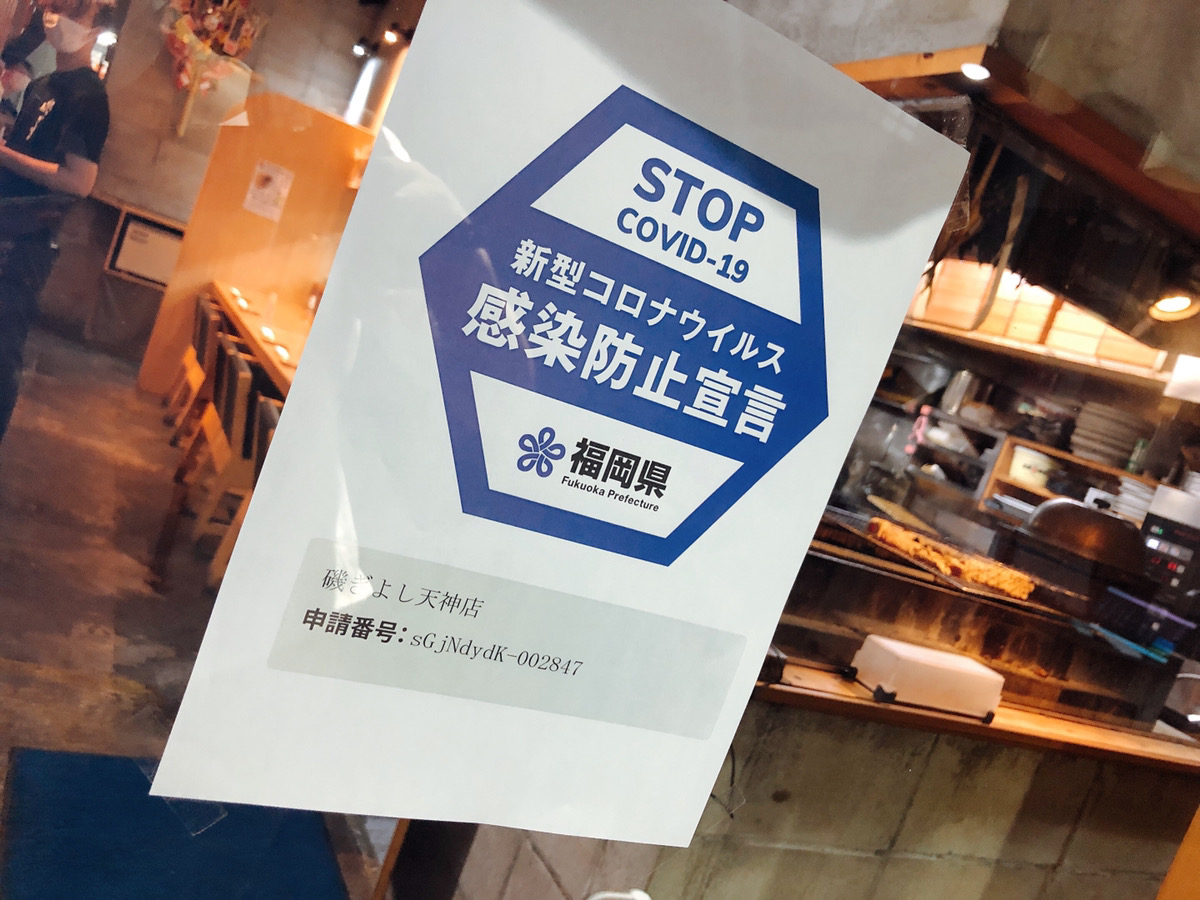 STOP
COVID-19
新型コロナウイルス
感染防止宣言
福岡県
Fukuoka Prefecture
磯ぎよし天神店
申請番号：sGjNdydK-002847